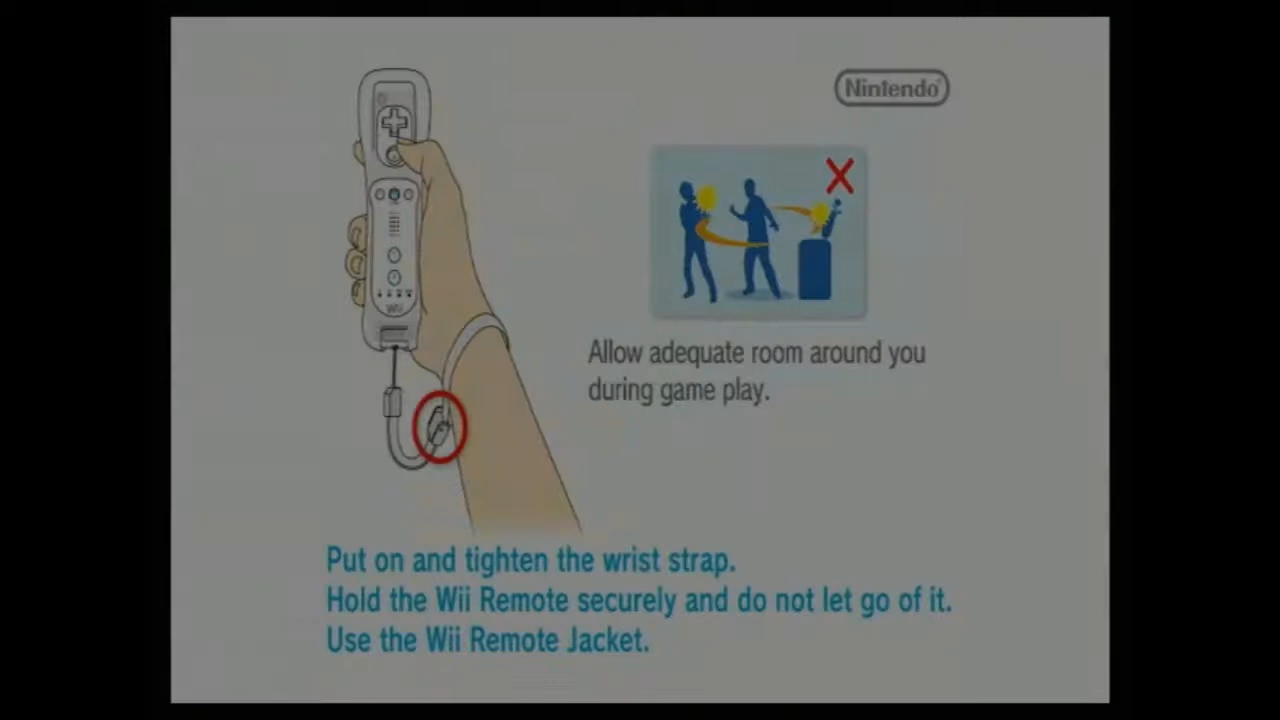 Nintendo
Allow adequate room around you
during game play.
Wii
Put on and tighten the wrist strap.
Hold the Wii Remote securely and do not let go of it.
Use the Wii Remote Jacket.